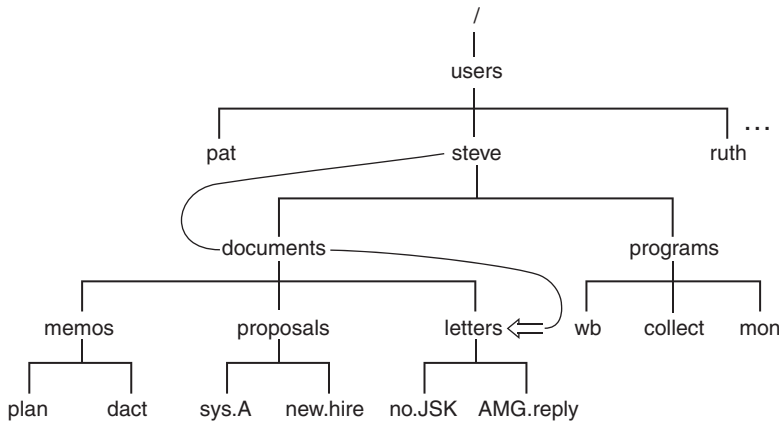 /
users
...
pat steve ruth
documents programs
memos proposals letters wb collect mon
plan dact sys.A new.hire no.JSK AMG.reply